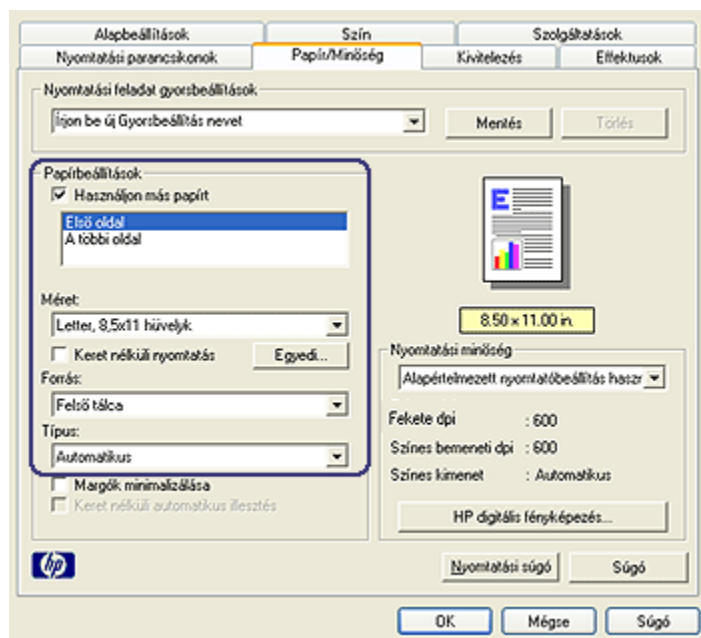 Alapbeállítások
Szín
Szolgáltatások
Nyomtatási parancsikonok
Papír/Minőség
Kivitelezés
Effektusok
Nyomtatási feladat gyorsbeállítások
Írjon be új Gyorsbeállítás nevet
Mentés
Törlés
Papírbeállítások
Használjon más papírt
Első oldal
A többi oldal
Méret:
Letter, 8,5x11 hüvelyk
Keret nélküli nyomtatás
Egyedi...
Forrás:
Felső tálca
Típus:
Automatikus
Margók minimalizálása
Keret nélküli automatikus illesztés
E
8.50 × 11.00 in.
Nyomtatási minőség
Alapértelmezett nyomtatóbeállítás haszr
Fekete dpi : 600
Színes bemeneti dpi : 600
Színes kimenet : Automatikus
HP digitális fényképezés...
hp
Nyomtatási súgó
Súgó
OK
Mégse
Súgó